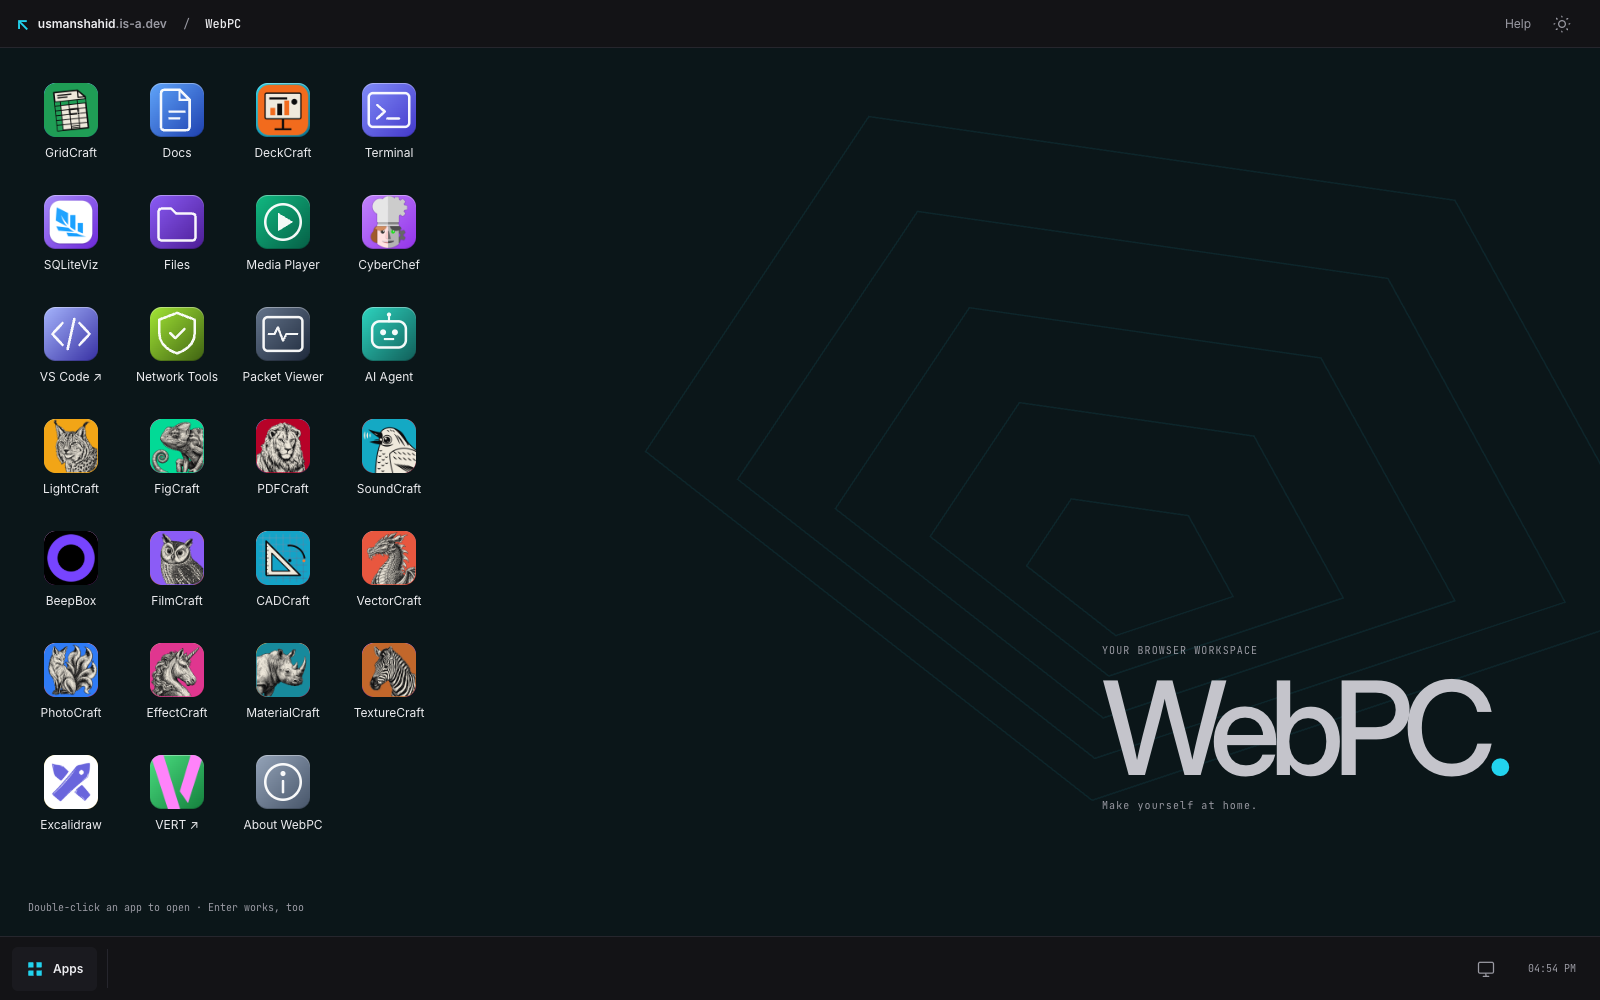 usmanshahid.is-a.dev / WebPC
Help
GridCraft
Docs
DeckCraft
Terminal
SQLiteViz
Files
Media Player
CyberChef
VS Code ↗
Network Tools
Packet Viewer
AI Agent
LightCraft
FigCraft
PDFCraft
SoundCraft
BeepBox
FilmCraft
CADCraft
VectorCraft
PhotoCraft
EffectCraft
MaterialCraft
TextureCraft
Excalidraw
VERT ↗
About WebPC
YOUR BROWSER WORKSPACE
WebPC.
Make yourself at home.
Double-click an app to open · Enter works, too
Apps
04:54 PM